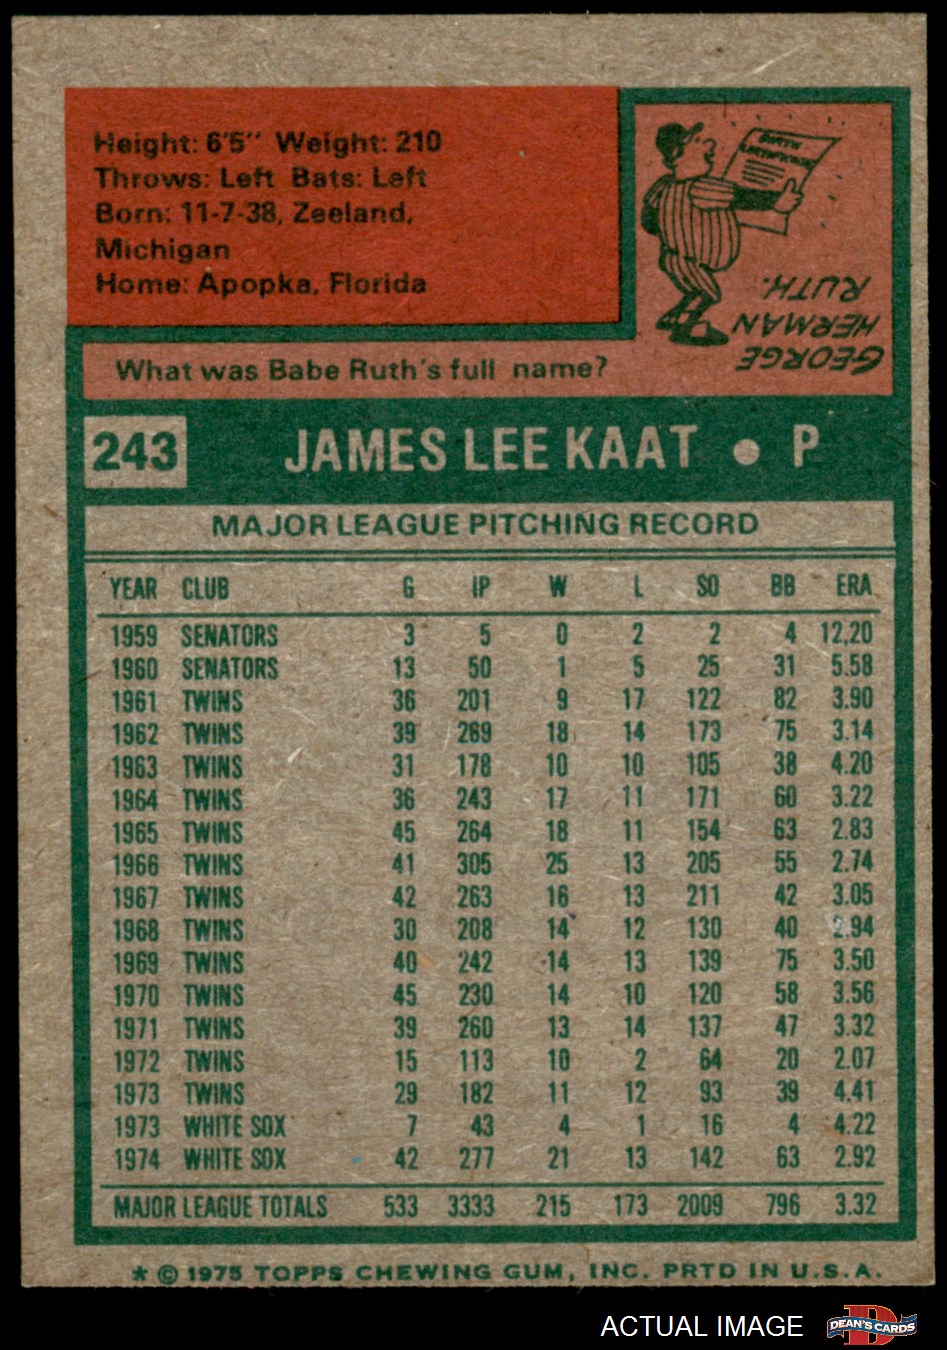 Height: 6'5" Weight: 210
Throws: Left Bats: Left
Born: 11-7-38, Zeeland,
Michigan
Home: Apopka, Florida
BIRTH
CERTIFICATE
GEORGE
HERMAN
RUTH.
What was Babe Ruth's full name?
243 JAMES LEE KAAT • P
MAJOR LEAGUE PITCHING RECORD
YEAR CLUB G IP W L SO BB ERA
1959 SENATORS 3 5 0 2 2 4 12,20
1960 SENATORS 13 50 1 5 25 31 5.58
1961 TWINS 36 201 9 17 122 82 3.90
1962 TWINS 39 269 18 14 173 75 3.14
1963 TWINS 31 178 10 10 105 38 4.20
1964 TWINS 36 243 17 11 171 60 3.22
1965 TWINS 45 264 18 11 154 63 2.83
1966 TWINS 41 305 25 13 205 55 2.74
1967 TWINS 42 263 16 13 211 42 3.05
1968 TWINS 30 208 14 12 130 40 2.94
1969 TWINS 40 242 14 13 139 75 3.50
1970 TWINS 45 230 14 10 120 58 3.56
1971 TWINS 39 260 13 14 137 47 3.32
1972 TWINS 15 113 10 2 64 20 2.07
1973 TWINS 29 182 11 12 93 39 4.41
1973 WHITE SOX 7 43 4 1 16 4 4.22
1974 WHITE SOX 42 277 21 13 142 63 2.92
MAJOR LEAGUE TOTALS 533 3333 215 173 2009 796 3.32
* © 1975 TOPPS CHEWING GUM, INC. PRTD IN U.S.A.
ACTUAL IMAGE
DEAN'S CARDS